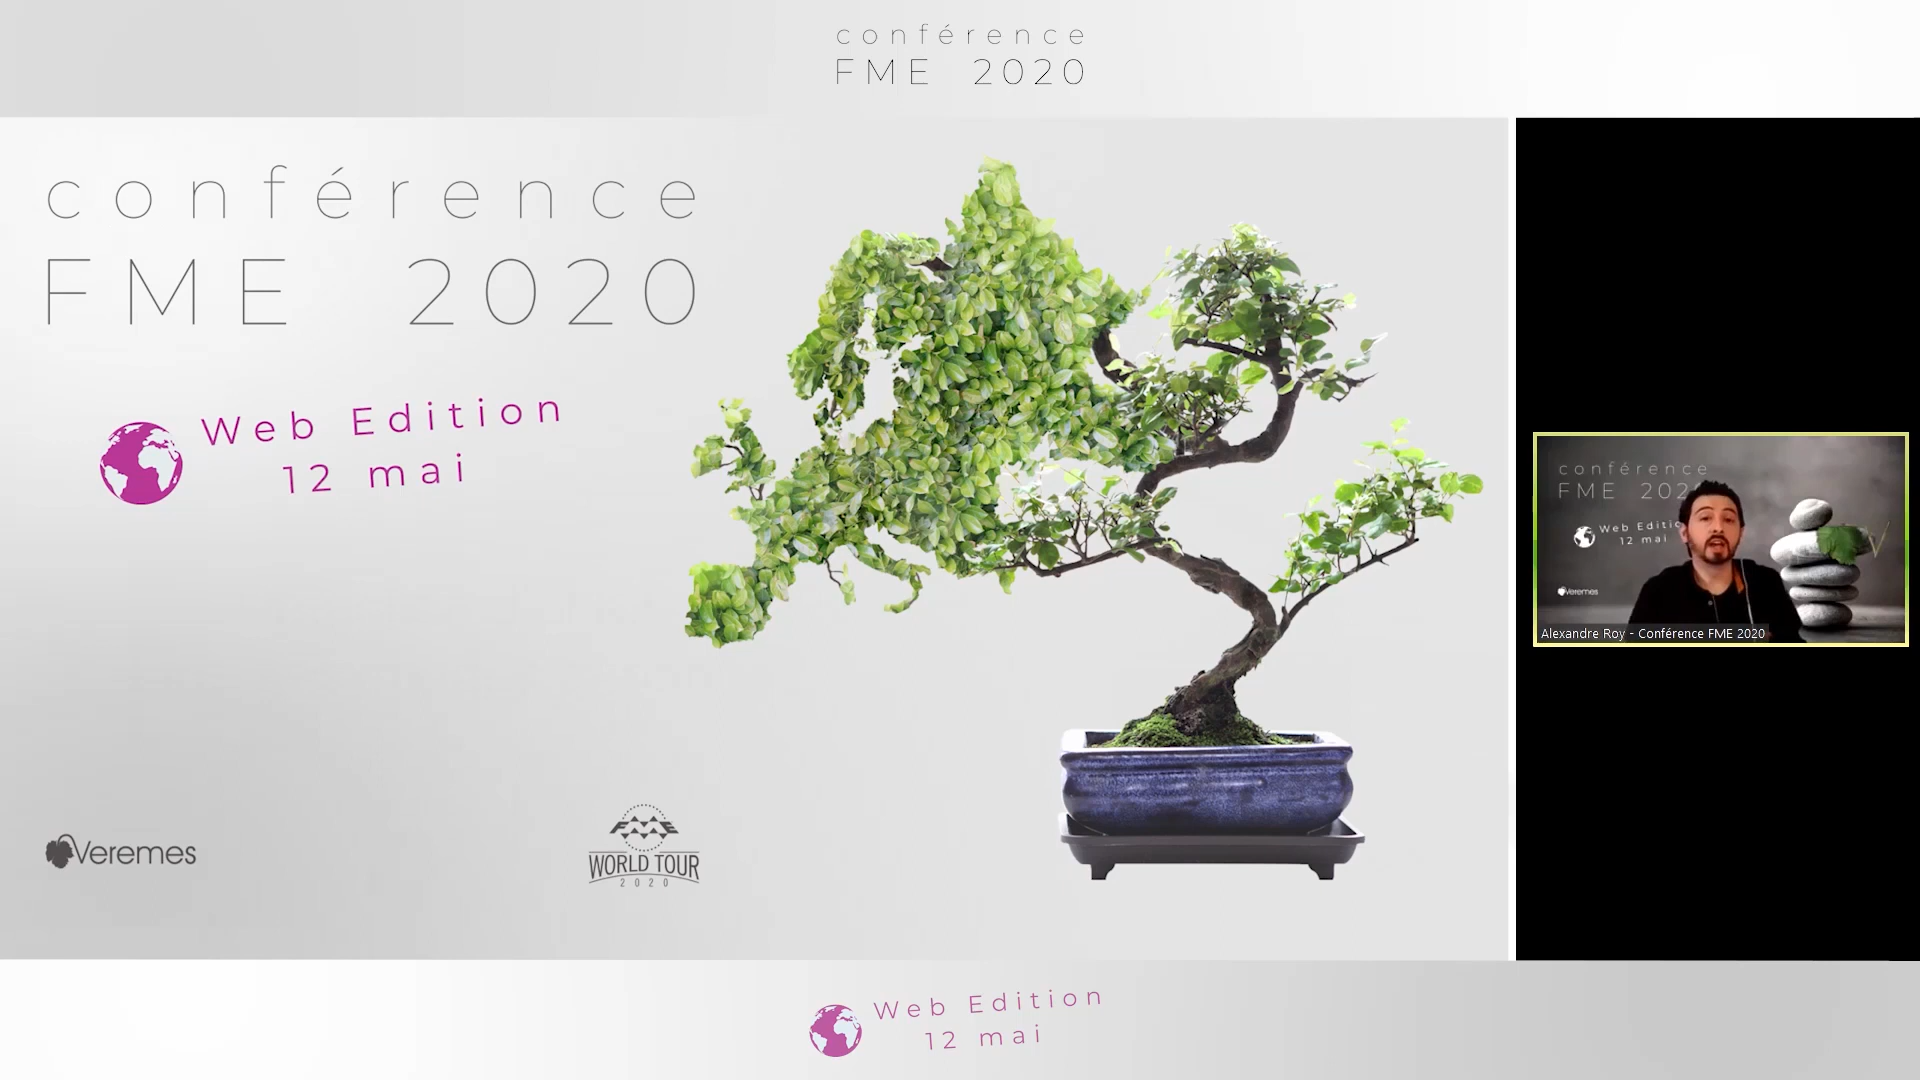 conférence
FME 2020
conférence
FME 2020
Web Edition
12 mai
Veremes
FME
WORLD TOUR
2020
conférence
FME 202
Web Editio
12 mai
Veremes
Alexandre Roy - Conférence FME 2020
Web Edition
12 mai